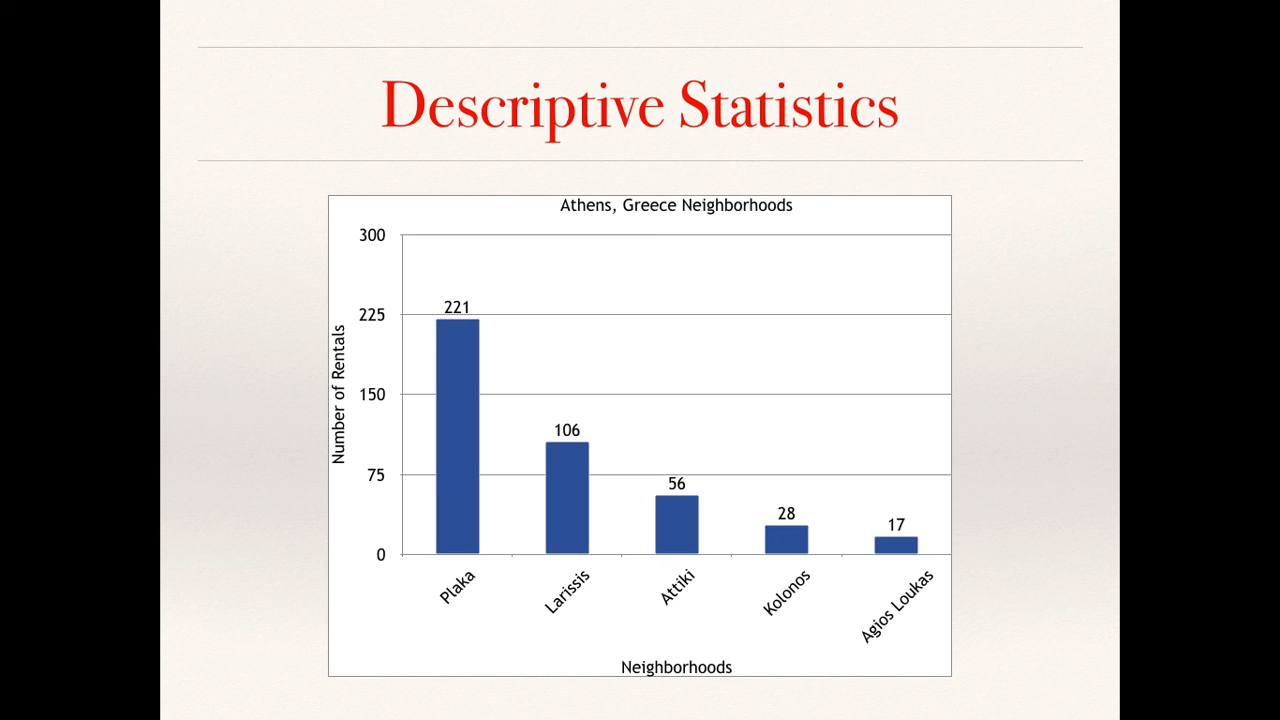 Descriptive Statistics
Athens, Greece Neighborhoods
300
225
150
75
0
Number of Rentals
221
106
56
28
17
Plaka
Larissis
Attiki
Kolonos
Agios Loukas
Neighborhoods